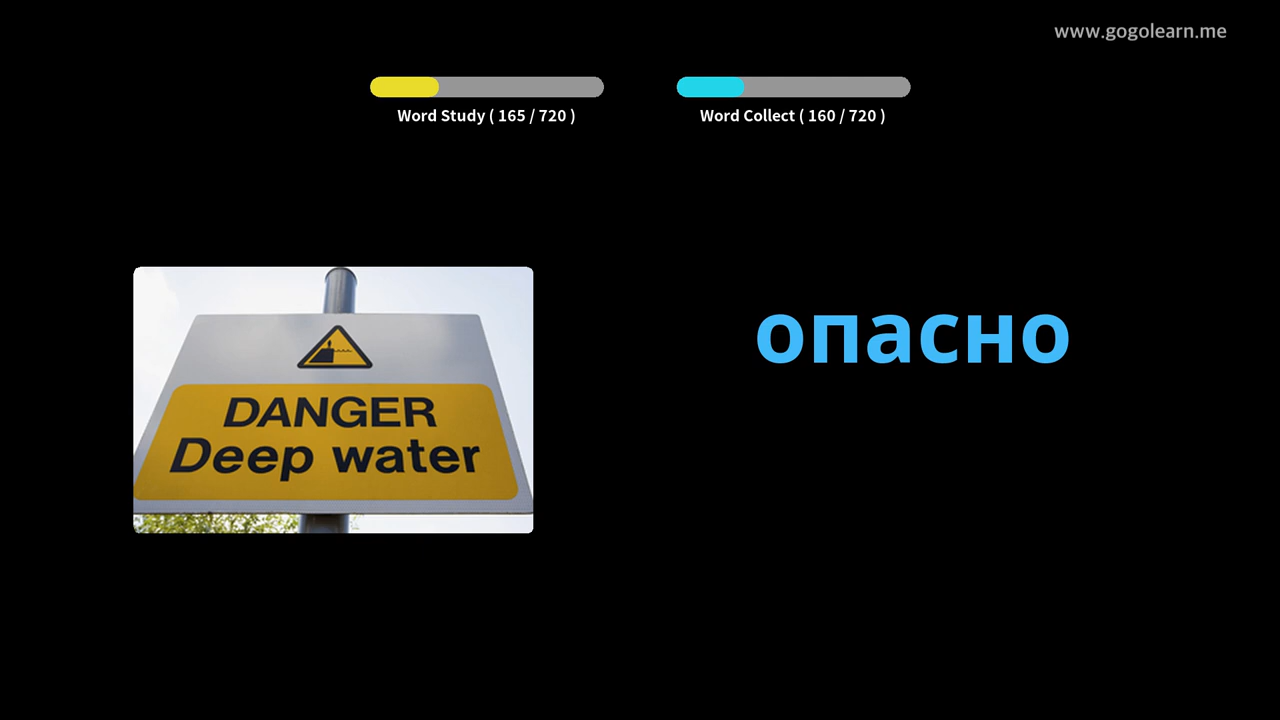 www.gogolearn.me
Word Study ( 165 / 720 )
Word Collect ( 160 / 720 )
DANGER
Deep water
опасно